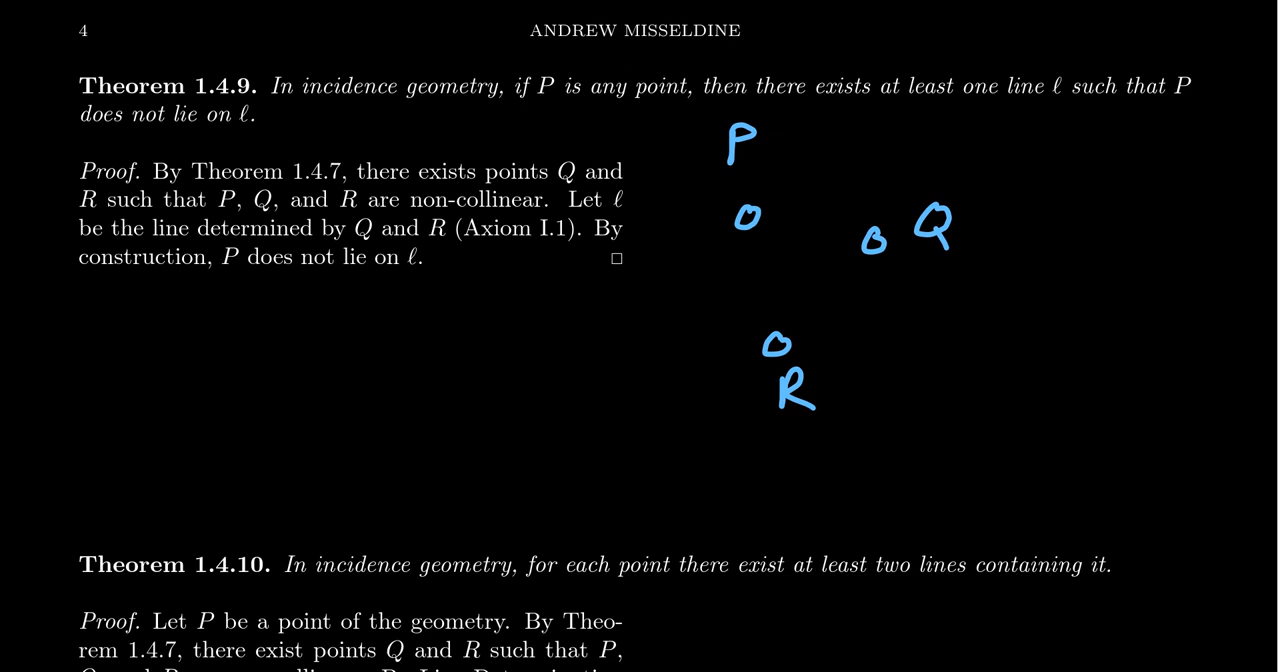 4 ANDREW MISSELDINE
Theorem 1.4.9. In incidence geometry, if P is any point, then there exists at least one line ℓ such that P
does not lie on ℓ.
P
Proof. By Theorem 1.4.7, there exists points Q and
R such that P, Q, and R are non-collinear. Let ℓ
be the line determined by Q and R (Axiom I.1). By
construction, P does not lie on ℓ. □
Q
R
Theorem 1.4.10. In incidence geometry, for each point there exist at least two lines containing it.
Proof. Let P be a point of the geometry. By Theo-
rem 1.4.7, there exist points Q and R such that P,